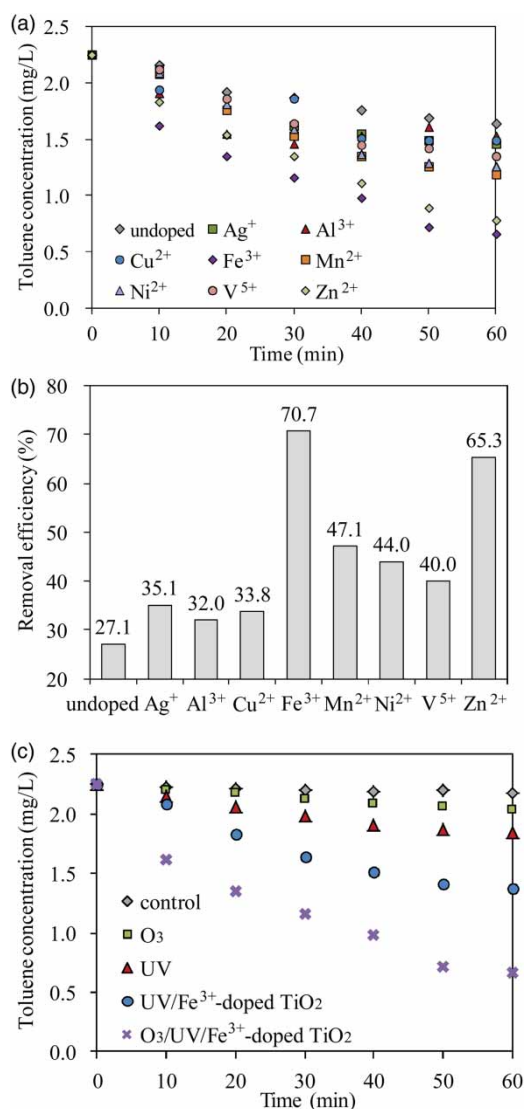 (a)
2.5
2.0
1.5
1.0
0.5
0.0
Toluene concentration (mg/L)
undoped Ag⁺ Al³⁺
Cu²⁺ Fe³⁺ Mn²⁺
Ni²⁺ V⁵⁺ Zn²⁺
0 10 20 30 40 50 60
Time (min)
(b)
80
70
60
50
40
30
20
Removal efficiency (%)
27.1 35.1 32.0 33.8 70.7 47.1 44.0 40.0 65.3
undoped Ag⁺ Al³⁺ Cu²⁺ Fe³⁺ Mn²⁺ Ni²⁺ V⁵⁺ Zn²⁺
(c)
2.5
2.0
1.5
1.0
0.5
0.0
Toluene concentration (mg/L)
control
O₃
UV
UV/Fe³⁺-doped TiO₂
O₃/UV/Fe³⁺-doped TiO₂
0 10 20 30 40 50 60
Time (min)